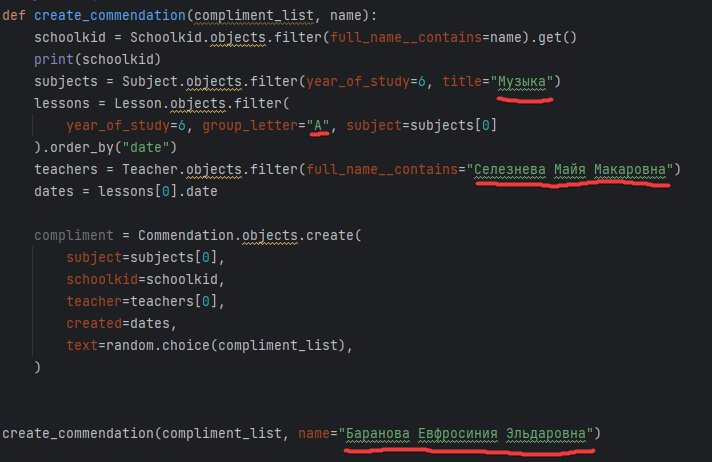 def create_commendation(compliment_list, name):
    schoolkid = Schoolkid.objects.filter(full_name__contains=name).get()
    print(schoolkid)
    subjects = Subject.objects.filter(year_of_study=6, title="Музыка")
    lessons = Lesson.objects.filter(
        year_of_study=6, group_letter="А", subject=subjects[0]
    ).order_by("date")
    teachers = Teacher.objects.filter(full_name__contains="Селезнева Майя Макаровна")
    dates = lessons[0].date
    compliment = Commendation.objects.create(
        subject=subjects[0],
        schoolkid=schoolkid,
        teacher=teachers[0],
        created=dates,
        text=random.choice(compliment_list),
    )
create_commendation(compliment_list, name="Баранова Евфросиния Эльдаровна")